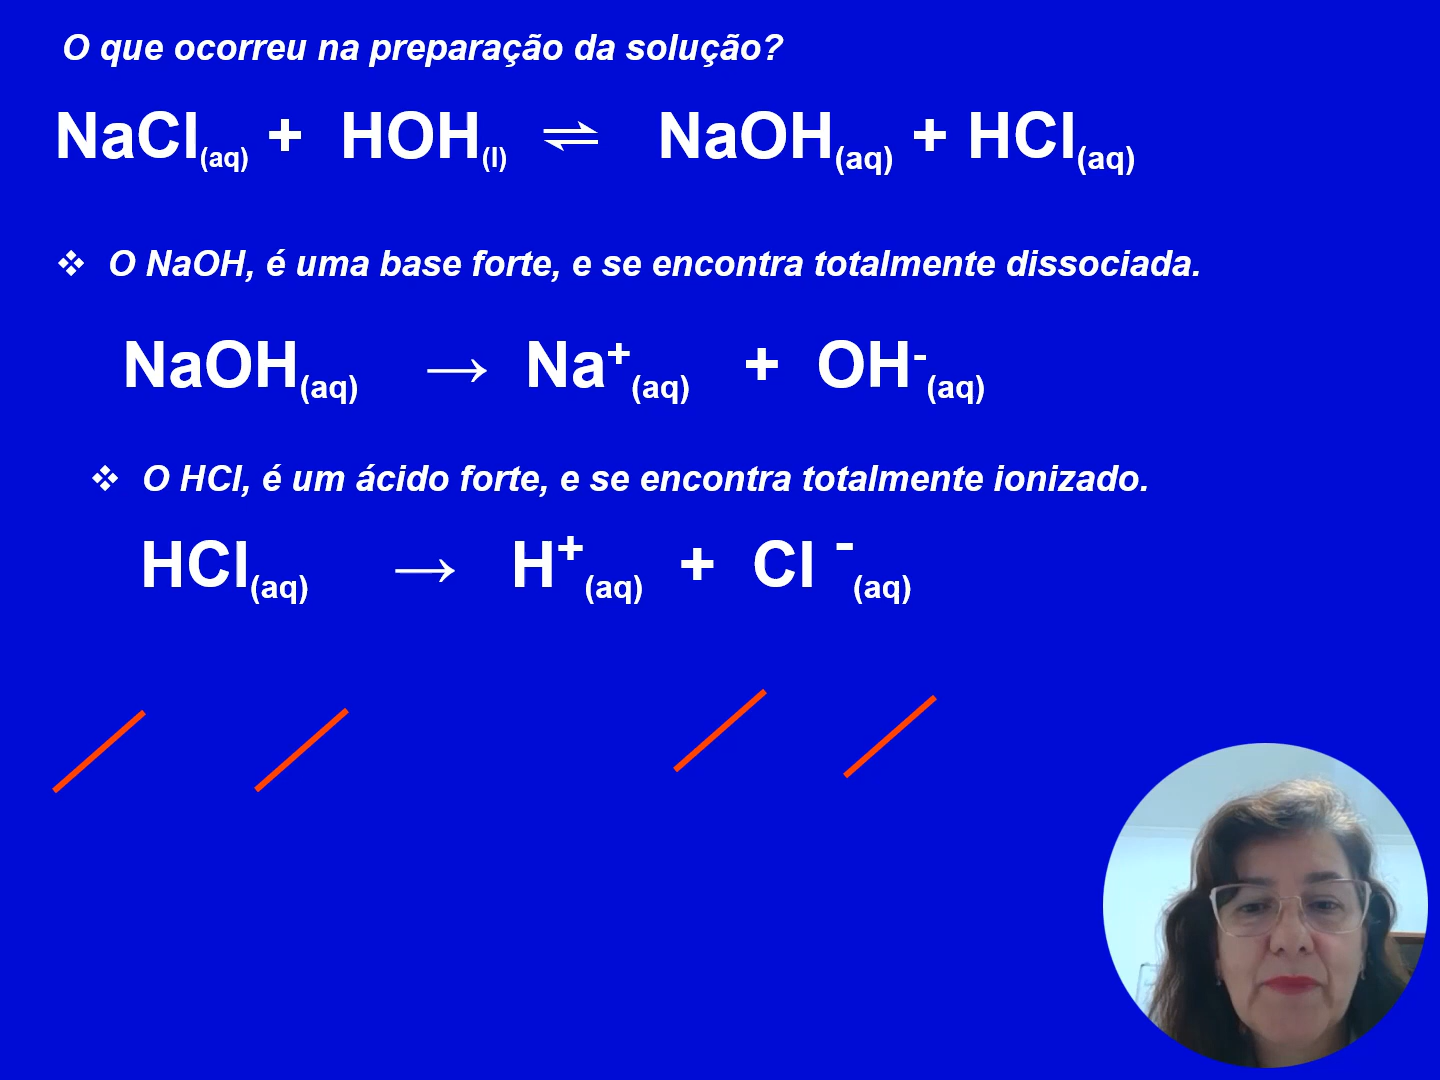 O que ocorreu na preparação da solução?
NaCl(aq) + HOH(l) ⇌ NaOH(aq) + HCl(aq)
❖ O NaOH, é uma base forte, e se encontra totalmente dissociada.
NaOH(aq) → Na+(aq) + OH-(aq)
❖ O HCl, é um ácido forte, e se encontra totalmente ionizado.
HCl(aq) → H+(aq) + Cl -(aq)